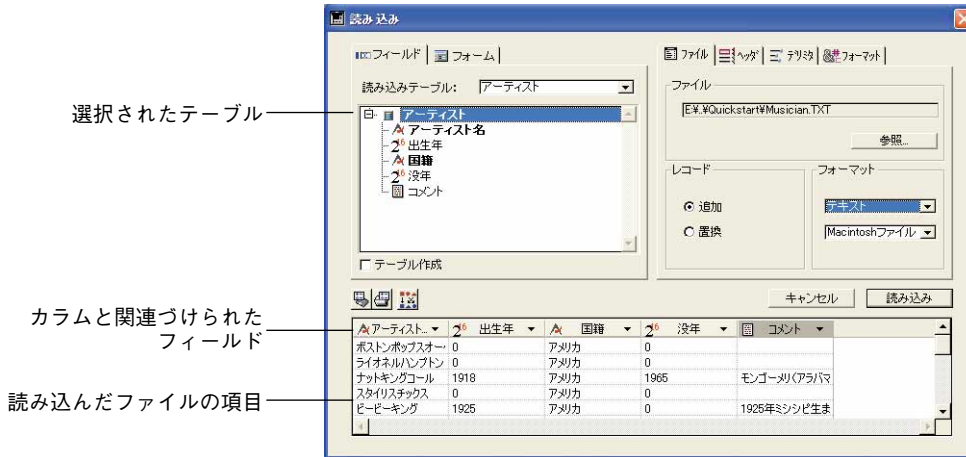 読み込み
フィールド フォーム
読み込みテーブル: アーティスト
選択されたテーブル
アーティスト
アーティスト名
出生年
国籍
没年
コメント
テーブル作成
ファイル ヘッダ デリミタ フォーマット
ファイル
E¥.¥Quickstart¥Musician.TXT
参照...
レコード
追加
置換
フォーマット
テキスト
Macintoshファイル
キャンセル 読み込み
カラムと関連づけられた
フィールド
アーティスト... 出生年 国籍 没年 コメント
ボストンポップスオー 0 アメリカ 0
ライオネルハンプトン 0 アメリカ 0
ナットキングコール 1918 アメリカ 1965 モンゴーメリ(アラバマ
スタイリスチックス 0 アメリカ 0
ビービーキング 1925 アメリカ 0 1925年ミシシピ生ま
読み込んだファイルの項目